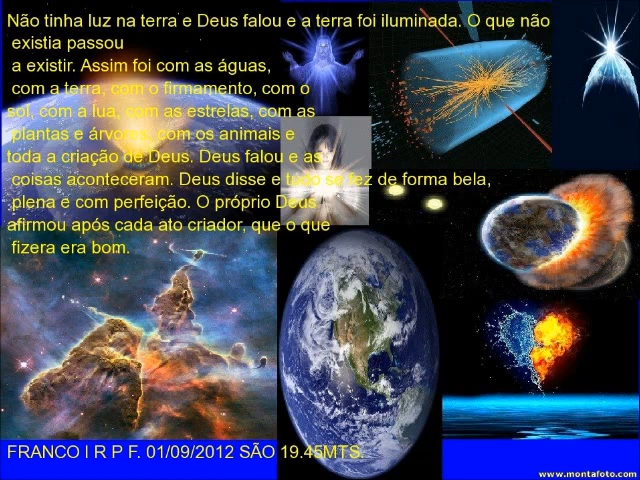 Não tinha luz na terra e Deus falou e a terra foi iluminada. O que não
existia passou
a existir. Assim foi com as águas,
com a terra, com o firmamento, com o
sol, com a lua, com as estrelas, com as
plantas e árvores, com os animais e
toda a criação de Deus. Deus falou e as
coisas aconteceram. Deus disse e tudo se fez de forma bela,
plena e com perfeição. O próprio Deus
afirmou após cada ato criador, que o que
fizera era bom.
FRANCO I R P F. 01/09/2012 SÃO 19.45MTS.
www.montafoto.com